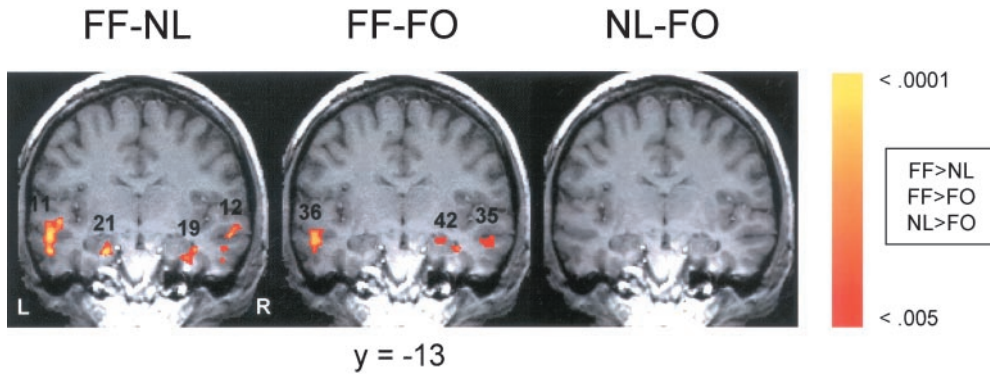 FF-NL FF-FO NL-FO
< .0001
FF>NL
FF>FO
NL>FO
11 21 19 12 36 42 35
L R
< .005
y = -13